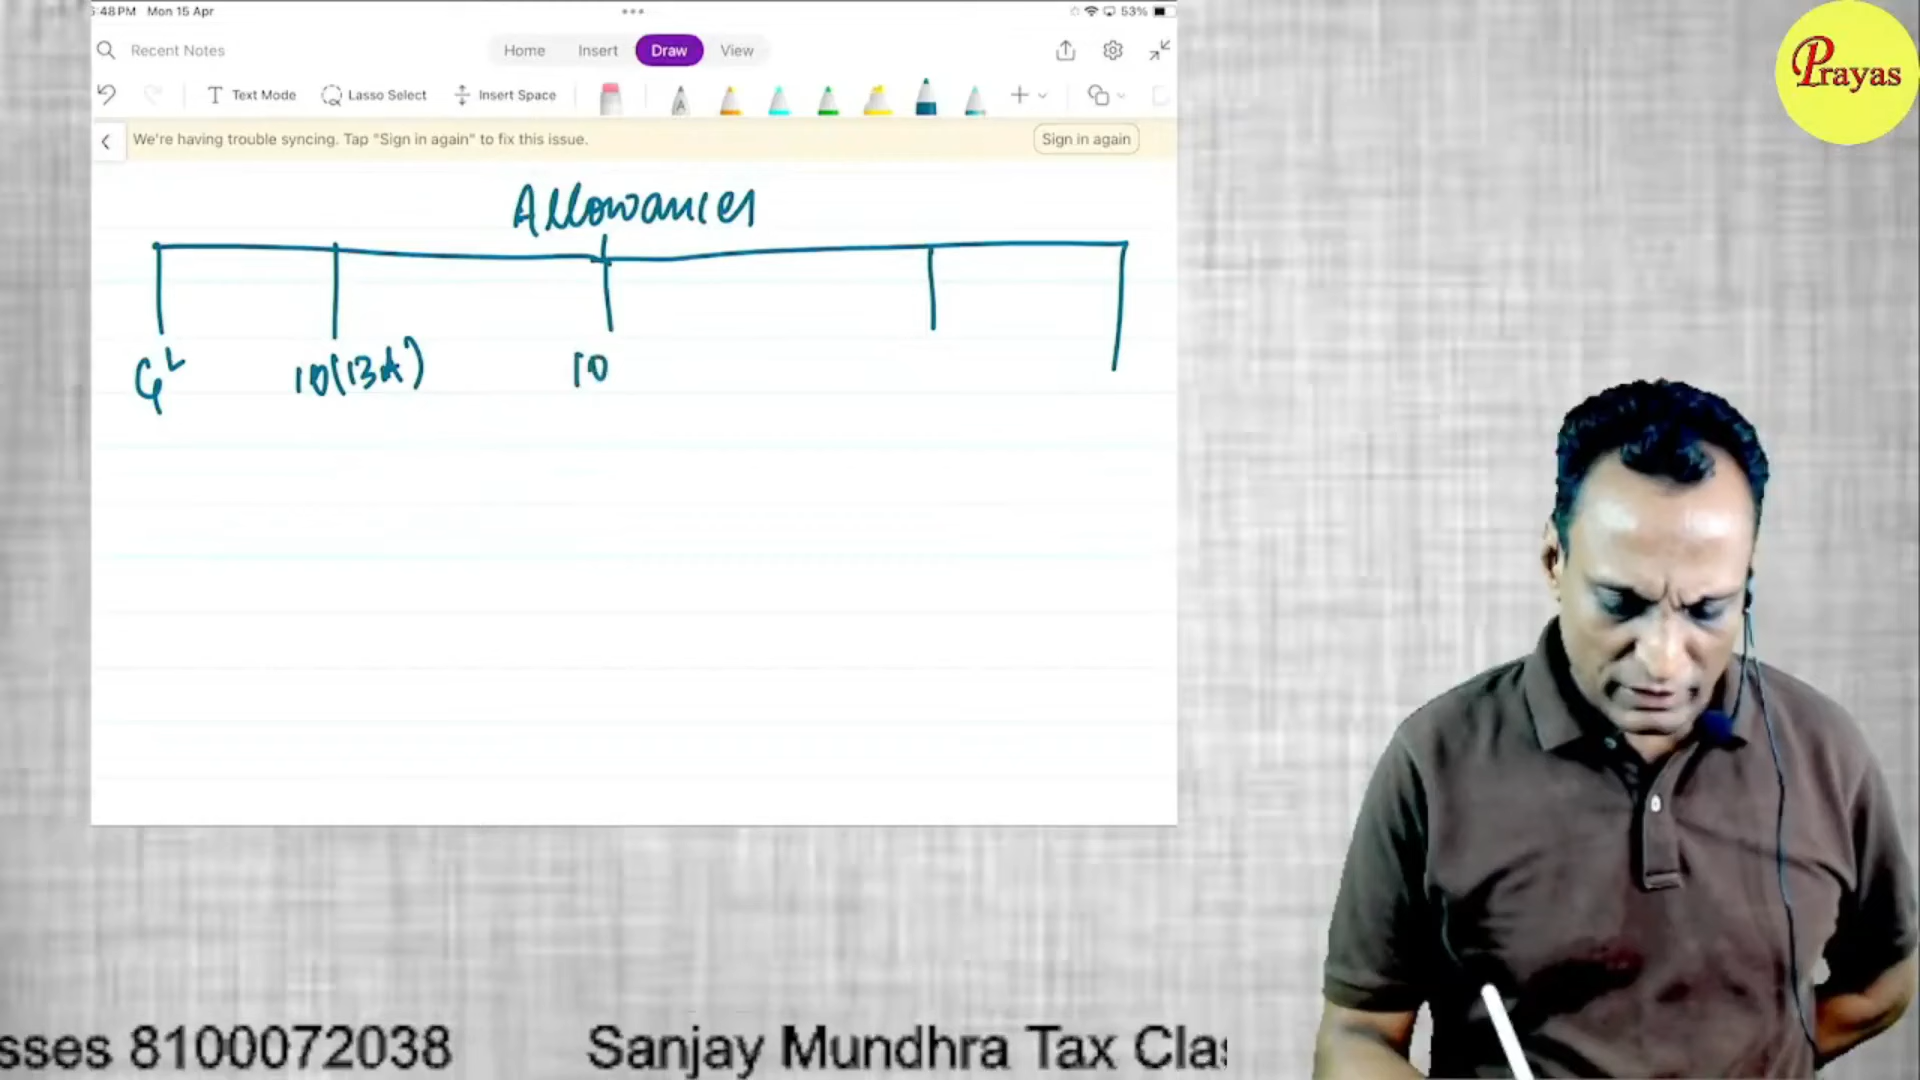 :48 PM Mon 15 Apr
53%
Prayas
Recent Notes
Home Insert Draw View
Text Mode Lasso Select Insert Space
A
We're having trouble syncing. Tap "Sign in again" to fix this issue.
Sign in again
Allowances
10(13A)
10
sses 8100072038 Sanjay Mundhra Tax Clas